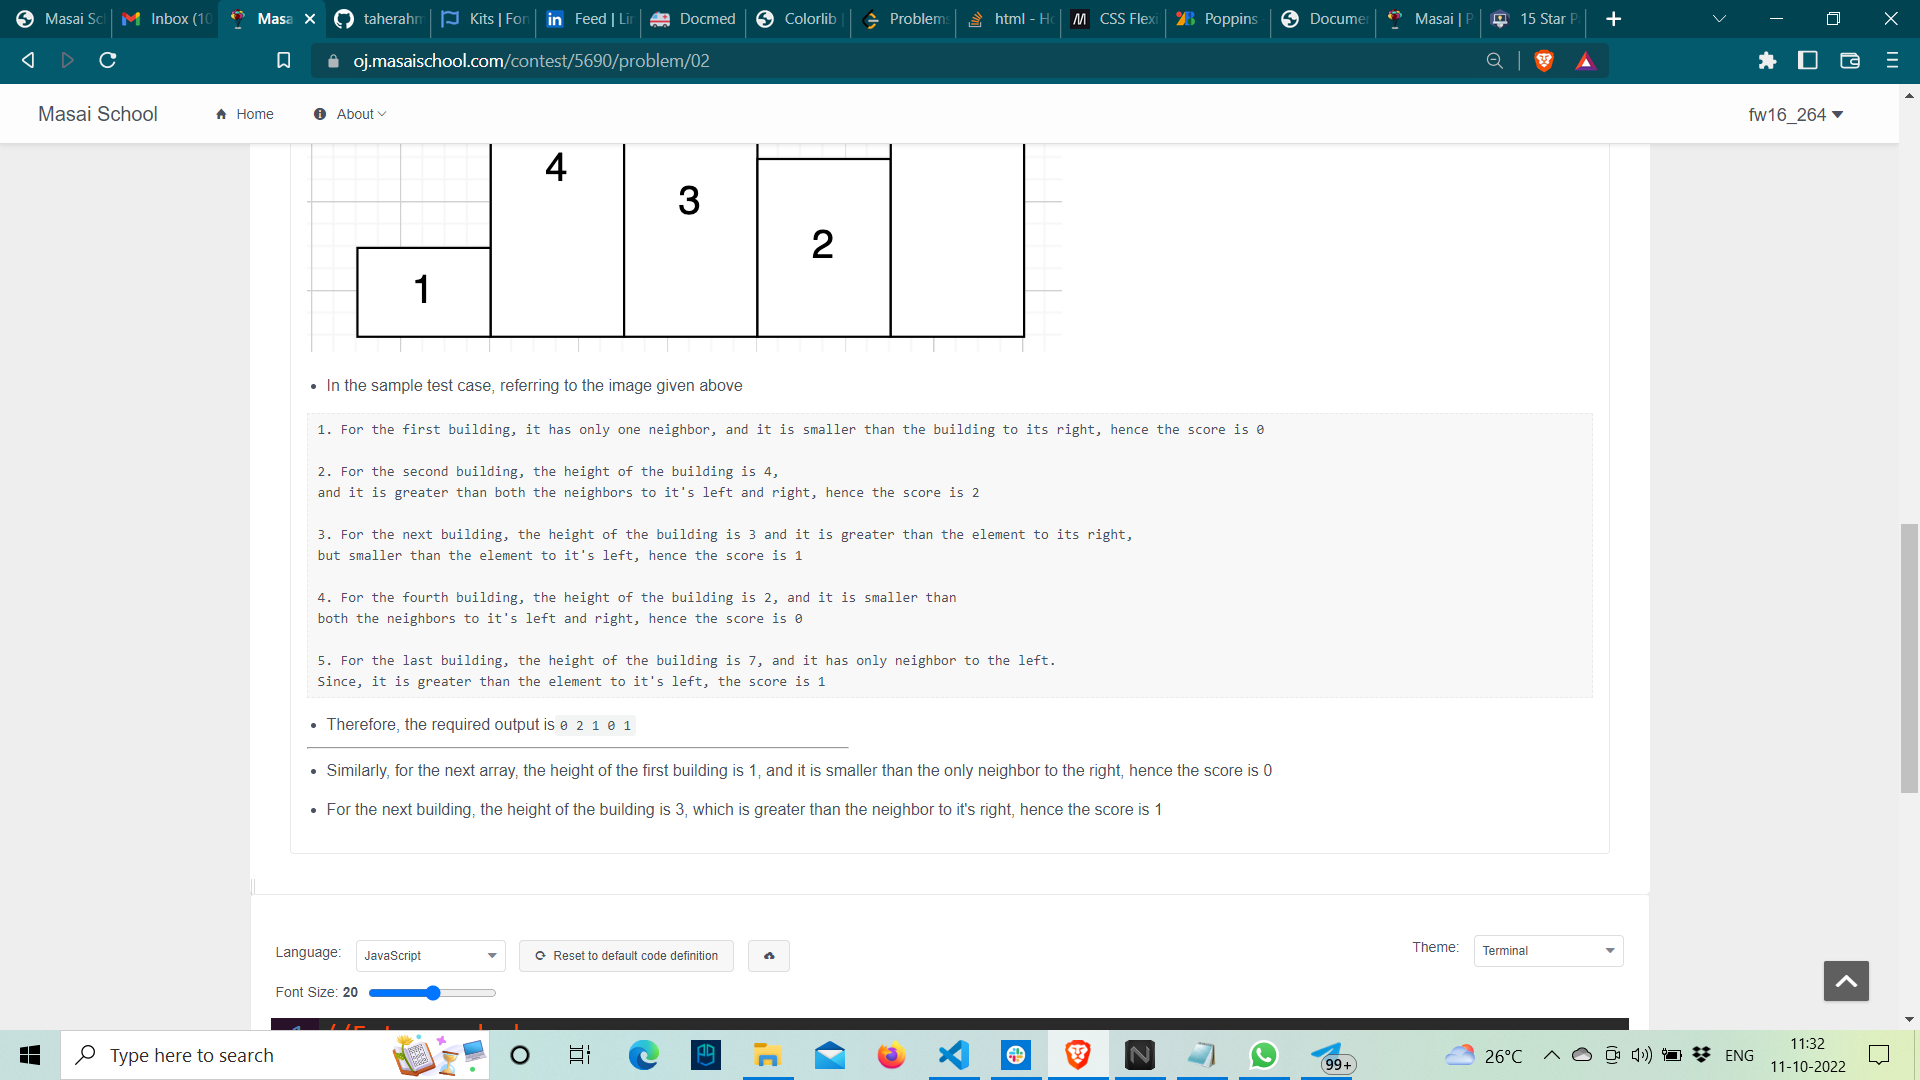 Masai Sc
Inbox (10
Masa
taherahm
Kits | Fon
Feed | Lin
Docmed
Colorlib
Problem
html - Ho
CSS Flexi
Poppins
Documen
Masai | P
15 Star P
oj.masaischool.com/contest/5690/problem/02
Masai School
Home
About
fw16_264
4
3
2
1
• In the sample test case, referring to the image given above
1. For the first building, it has only one neighbor, and it is smaller than the building to its right, hence the score is 0
2. For the second building, the height of the building is 4,
and it is greater than both the neighbors to it's left and right, hence the score is 2
3. For the next building, the height of the building is 3 and it is greater than the element to its right,
but smaller than the element to it's left, hence the score is 1
4. For the fourth building, the height of the building is 2, and it is smaller than
both the neighbors to it's left and right, hence the score is 0
5. For the last building, the height of the building is 7, and it has only neighbor to the left.
Since, it is greater than the element to it's left, the score is 1
• Therefore, the required output is 0 2 1 0 1
• Similarly, for the next array, the height of the first building is 1, and it is smaller than the only neighbor to the right, hence the score is 0
• For the next building, the height of the building is 3, which is greater than the neighbor to it's right, hence the score is 1
Language:
JavaScript
Reset to default code definition
Theme:
Terminal
Font Size: 20
Type here to search
99+
26°C
ENG
11:32
11-10-2022